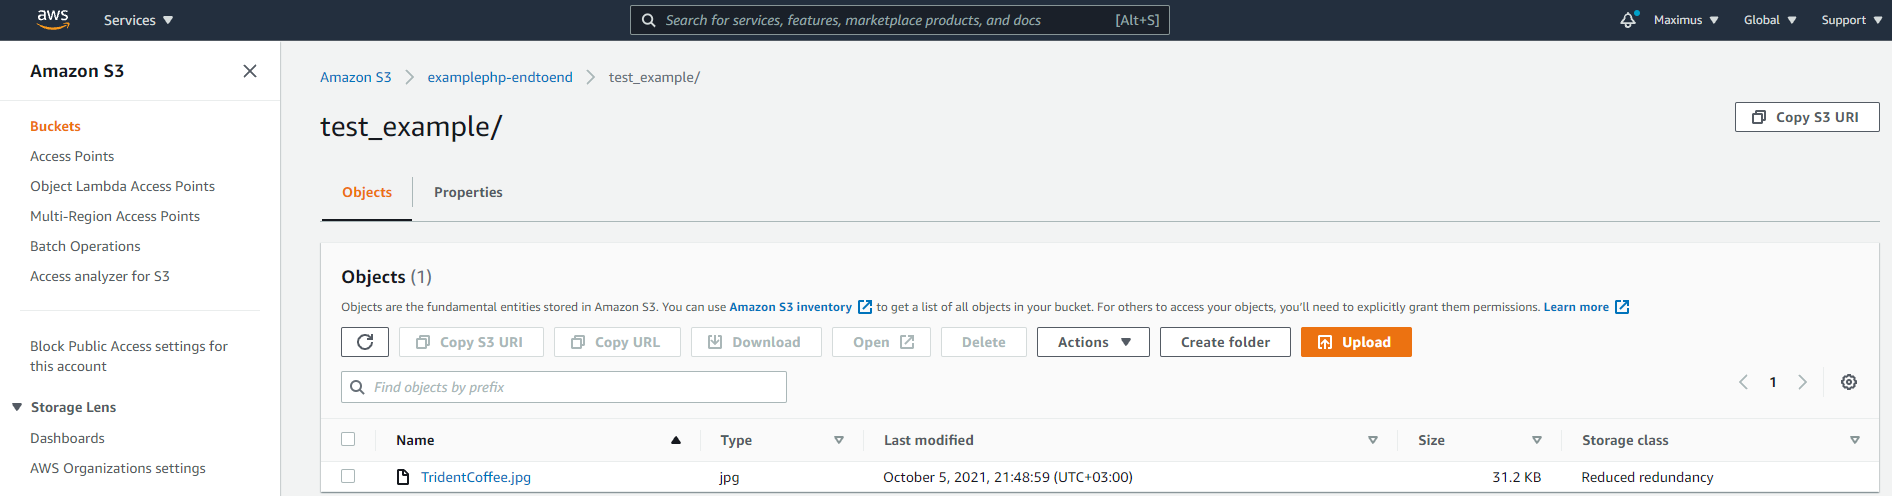 aws Services Search for services, features, marketplace products, and docs [Alt+S] Maximus Global Support
Amazon S3
Buckets
Access Points
Object Lambda Access Points
Multi-Region Access Points
Batch Operations
Access analyzer for S3
Block Public Access settings for
this account
Storage Lens
Dashboards
AWS Organizations settings
Amazon S3 examplephp-endtoend test_example/
test_example/
Copy S3 URI
Objects Properties
Objects (1)
Objects are the fundamental entities stored in Amazon S3. You can use Amazon S3 inventory to get a list of all objects in your bucket. For others to access your objects, you'll need to explicitly grant them permissions. Learn more
Copy S3 URI Copy URL Download Open Delete Actions Create folder Upload
Find objects by prefix
1
Name Type Last modified Size Storage class
TridentCoffee.jpg jpg October 5, 2021, 21:48:59 (UTC+03:00) 31.2 KB Reduced redundancy